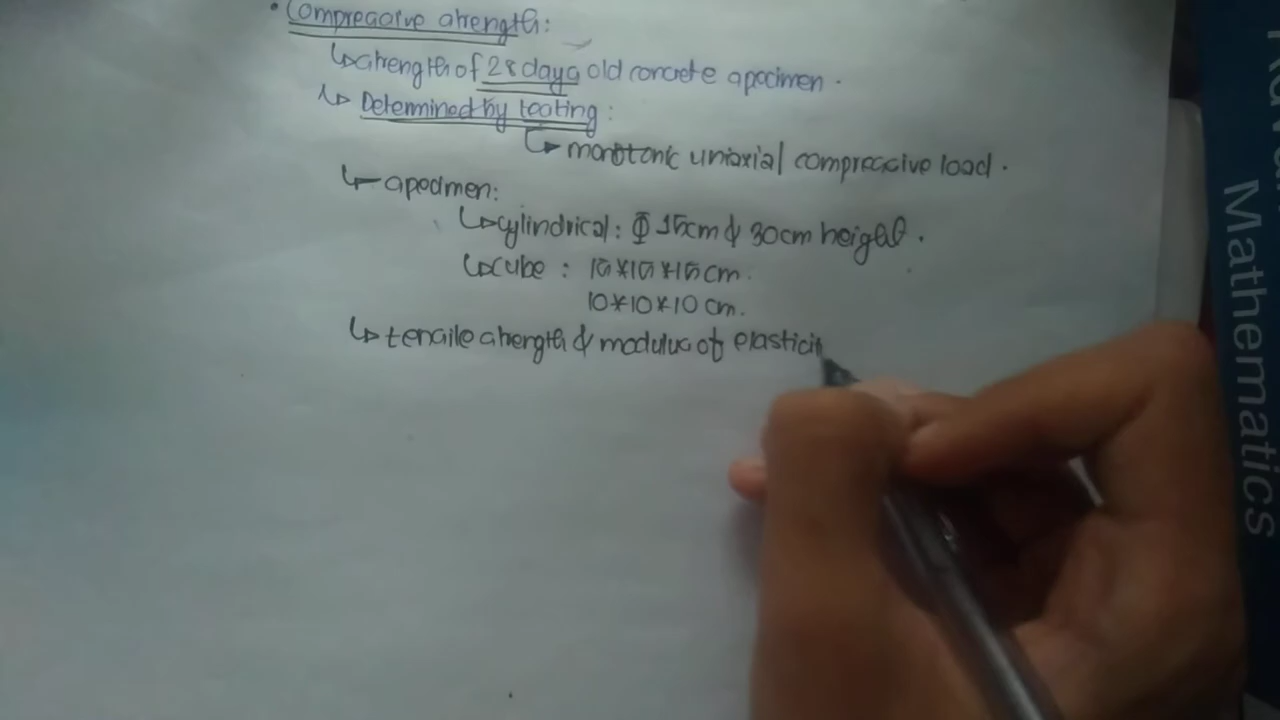 • Compressive strength:
↳ strength of 28 days old concrete specimen.
↳ Determined by testing:
↳ monotonic uniaxial compressive load.
↳ specimen:
↳ cylindrical: Φ 15cm & 30cm height.
↳ cube: 15*15*15 cm.
10*10*10 cm.
↳ tensile strength & modulus of elasticit
Mathematics